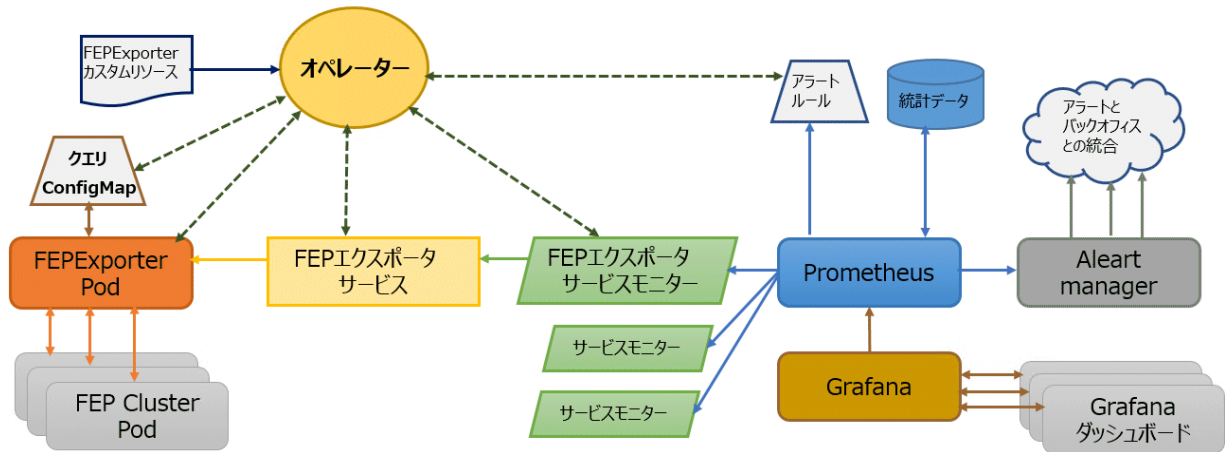 FEPExporter
カスタムリソース
オペレーター
アラート
ルール
統計データ
アラートと
バックオフィス
との統合
クエリ
ConfigMap
FEPExporter
Pod
FEPエクスポータ
サービス
FEPエクスポータ
サービスモニター
Prometheus
Aleart
manager
サービスモニター
サービスモニター
Grafana
FEP Cluster
Pod
Grafana
ダッシュボード